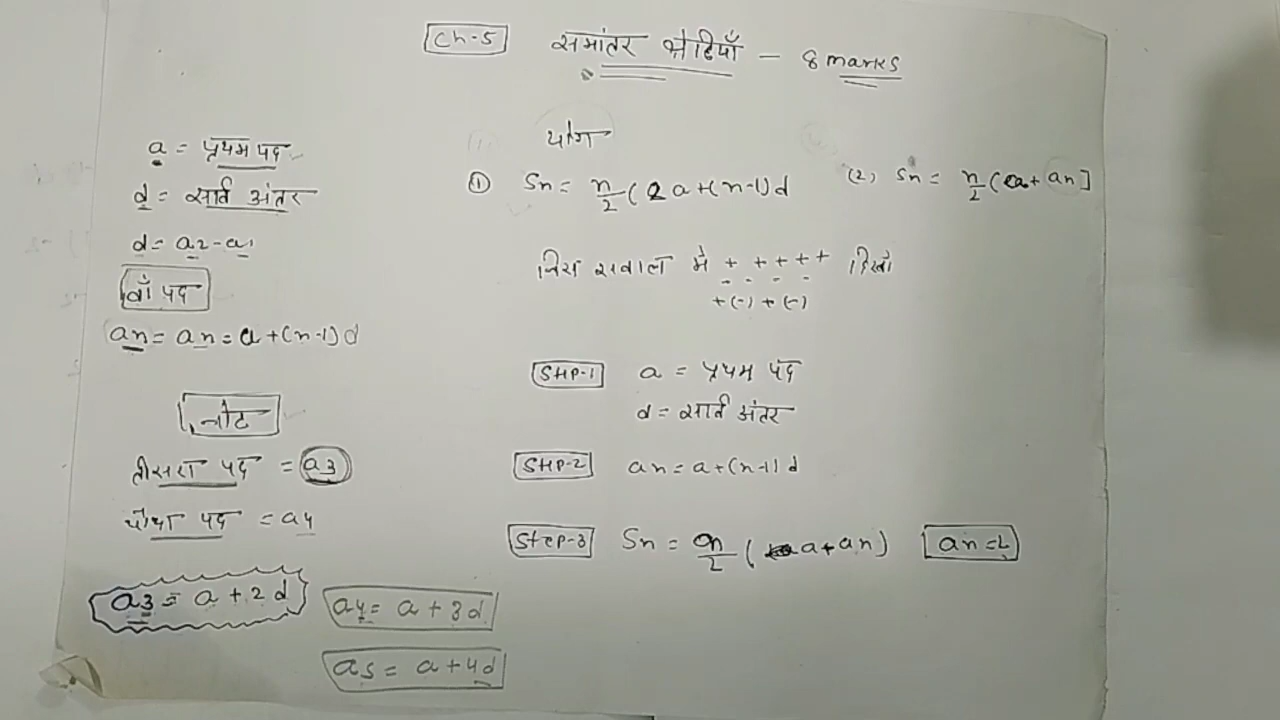 Ch-5 समांतर श्रेढ़ियाँ — 8 marks
a = प्रथम पद
d = सार्व अंतर
d = a2 - a1
वाँ पद
an = an = a + (n-1) d
नोट
तीसरा पद = a3
चौथा पद = a4
a3 = a + 2d
a4 = a + 3d
a5 = a + 4d
योग
① Sn = n/2 ( 2a + (n-1) d
(2) Sn = n/2 ( a + an ]
जिस सवाल में + + + + + दिखे
- - - -
+ (-) + (-)
STEP-1 a = प्रथम पद
d = सार्व अंतर
STEP-2 an = a + (n-1) d
Step-3 Sn = n/2 ( a + an ) an = L